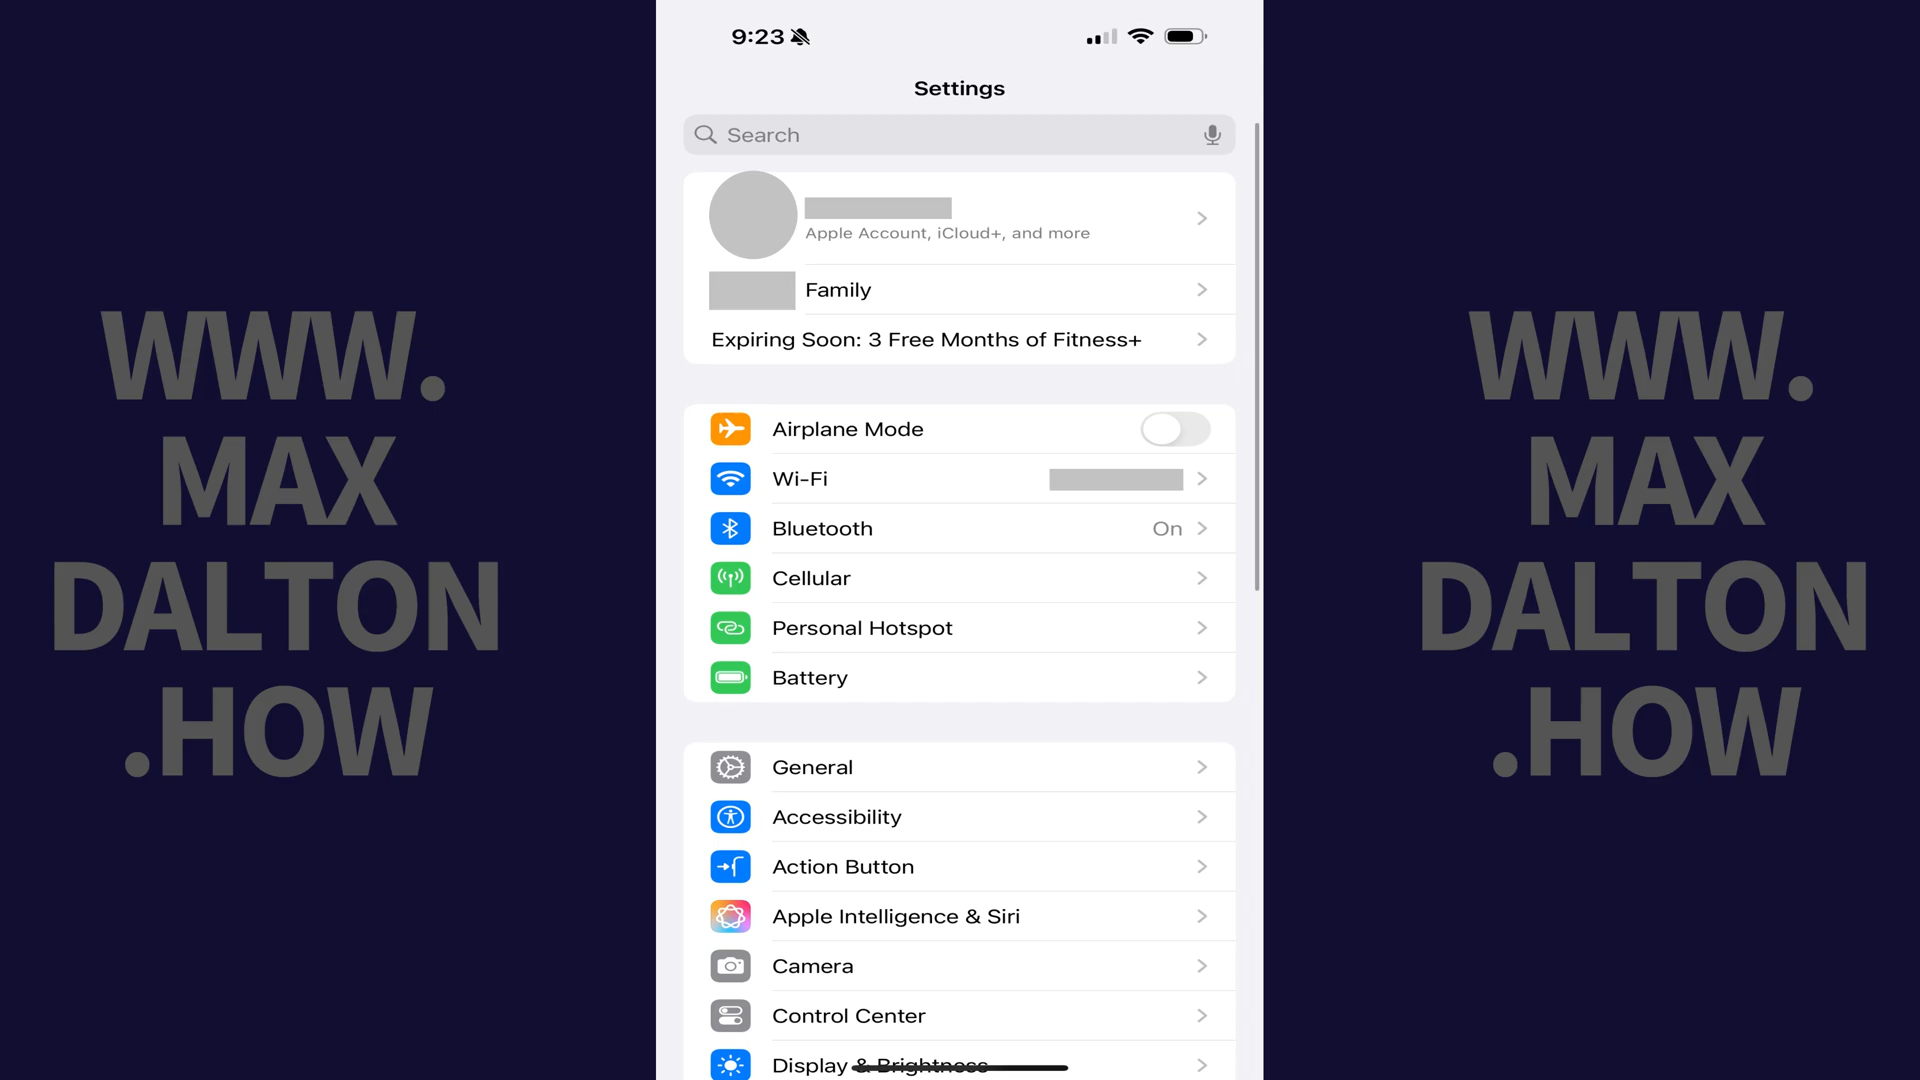 9:23
Settings
Search
Apple Account, iCloud+, and more
Family
Expiring Soon: 3 Free Months of Fitness+
Airplane Mode
Wi-Fi
Bluetooth On
Cellular
Personal Hotspot
Battery
General
Accessibility
Action Button
Apple Intelligence & Siri
Camera
Control Center
Display & Brightness
WWW.
MAX
DALTON
.HOW
WWW.
MAX
DALTON
.HOW